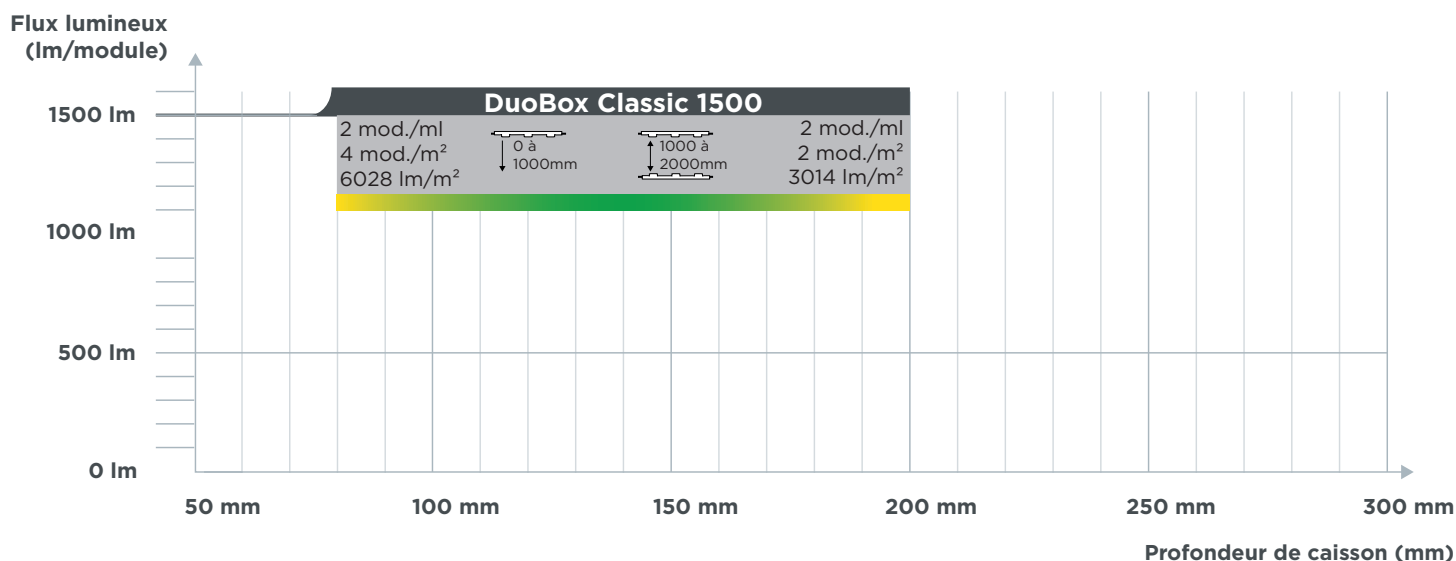 Flux lumineux
(lm/module)
1500 lm
DuoBox Classic 1500
2 mod./ml
4 mod./m²
6028 lm/m²
0 à
1000mm
1000 à
2000mm
2 mod./ml
2 mod./m²
3014 lm/m²
1000 lm
500 lm
0 lm
50 mm
100 mm
150 mm
200 mm
250 mm
300 mm
Profondeur de caisson (mm)